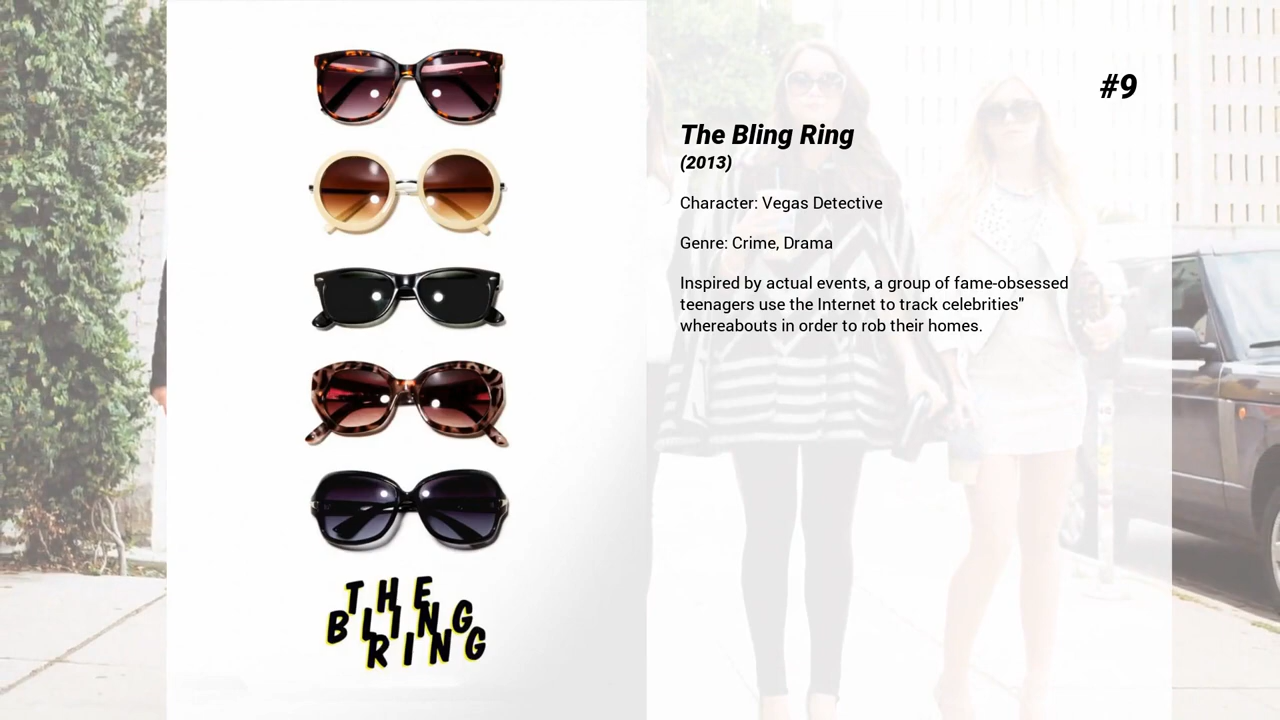 THE
BLING
RING
#9
The Bling Ring
(2013)
Character: Vegas Detective
Genre: Crime, Drama
Inspired by actual events, a group of fame-obsessed
teenagers use the Internet to track celebrities"
whereabouts in order to rob their homes.